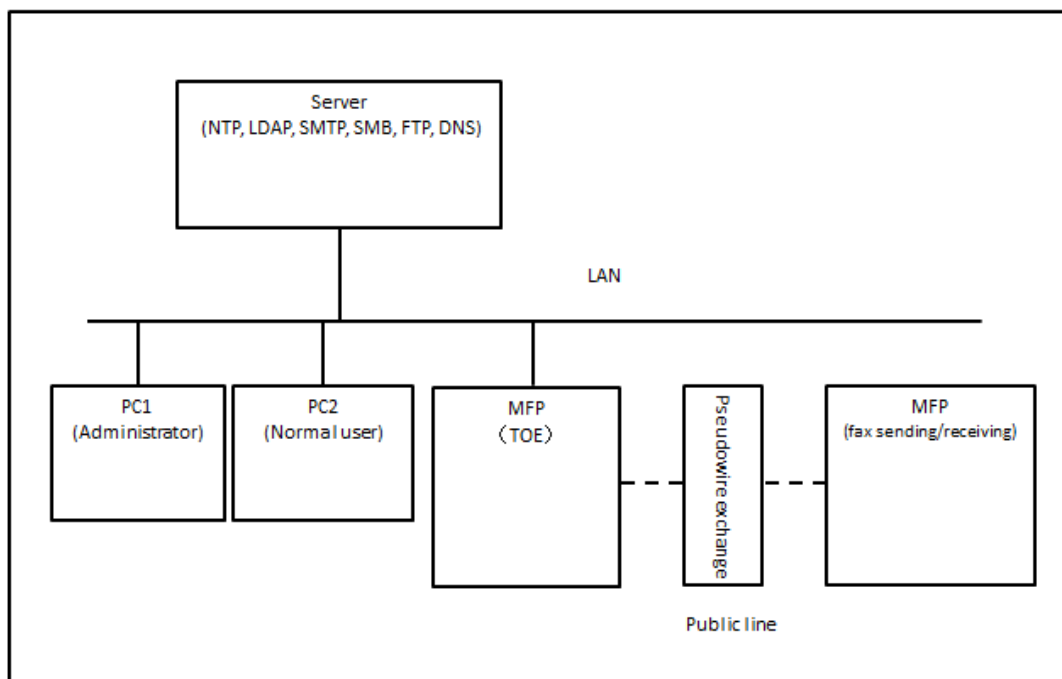 Server
(NTP, LDAP, SMTP, SMB, FTP, DNS)
LAN
PC1
(Administrator)
PC2
(Normal user)
MFP
（TOE）
Pseudowire exchange
MFP
(fax sending/receiving)
Public line